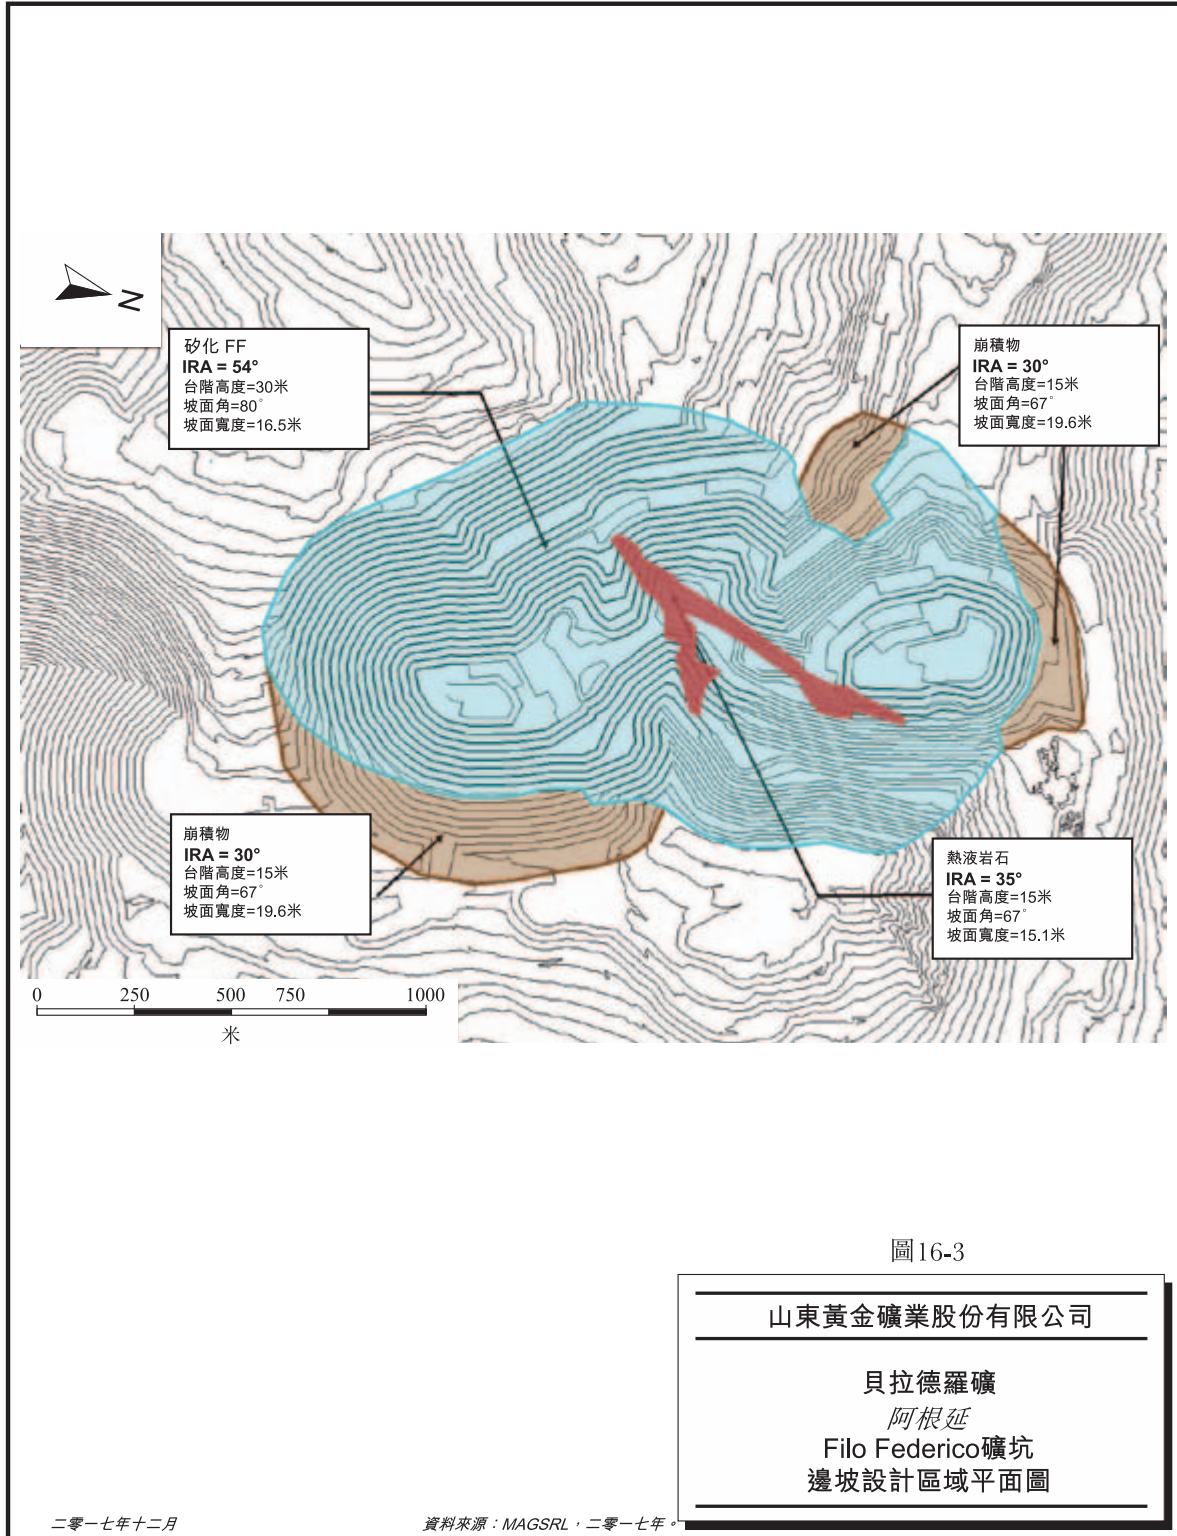 N
矽化 FF
IRA = 54°
台階高度=30米
坡面角=80°
坡面寬度=16.5米
崩積物
IRA = 30°
台階高度=15米
坡面角=67°
坡面寬度=19.6米
崩積物
IRA = 30°
台階高度=15米
坡面角=67°
坡面寬度=19.6米
熱液岩石
IRA = 35°
台階高度=15米
坡面角=67°
坡面寬度=15.1米
0 250 500 750 1000
米
圖16-3
山東黃金礦業股份有限公司
貝拉德羅礦
阿根延
Filo Federico礦坑
邊坡設計區域平面圖
二零一七年十二月 資料來源：MAGSRL，二零一七年。